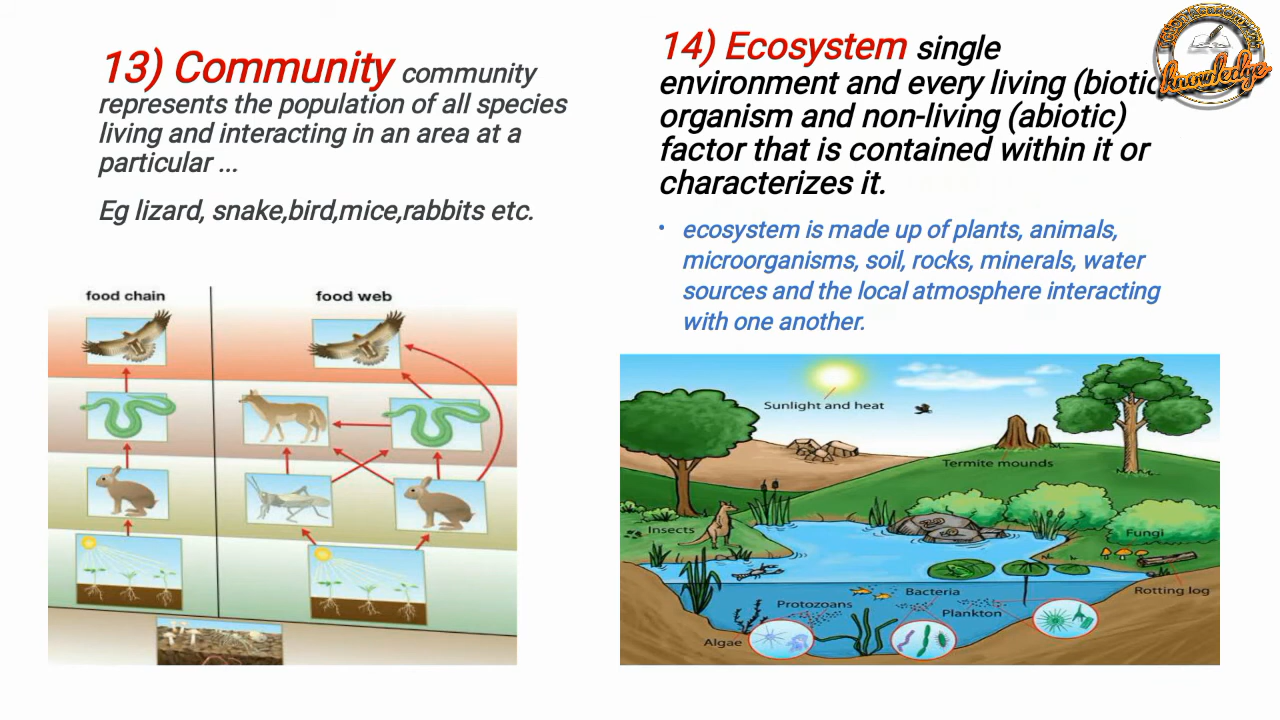 13) Community community
represents the population of all species
living and interacting in an area at a
particular ...
Eg lizard, snake,bird,mice,rabbits etc.
food chain
food web
14) Ecosystem single
environment and every living (biotic
organism and non-living (abiotic)
factor that is contained within it or
characterizes it.
• ecosystem is made up of plants, animals,
microorganisms, soil, rocks, minerals, water
sources and the local atmosphere interacting
with one another.
Sunlight and heat
Termite mounds
Insects
Fungi
Rotting log
Bacteria
Protozoans
Plankton
Algae
knowledge